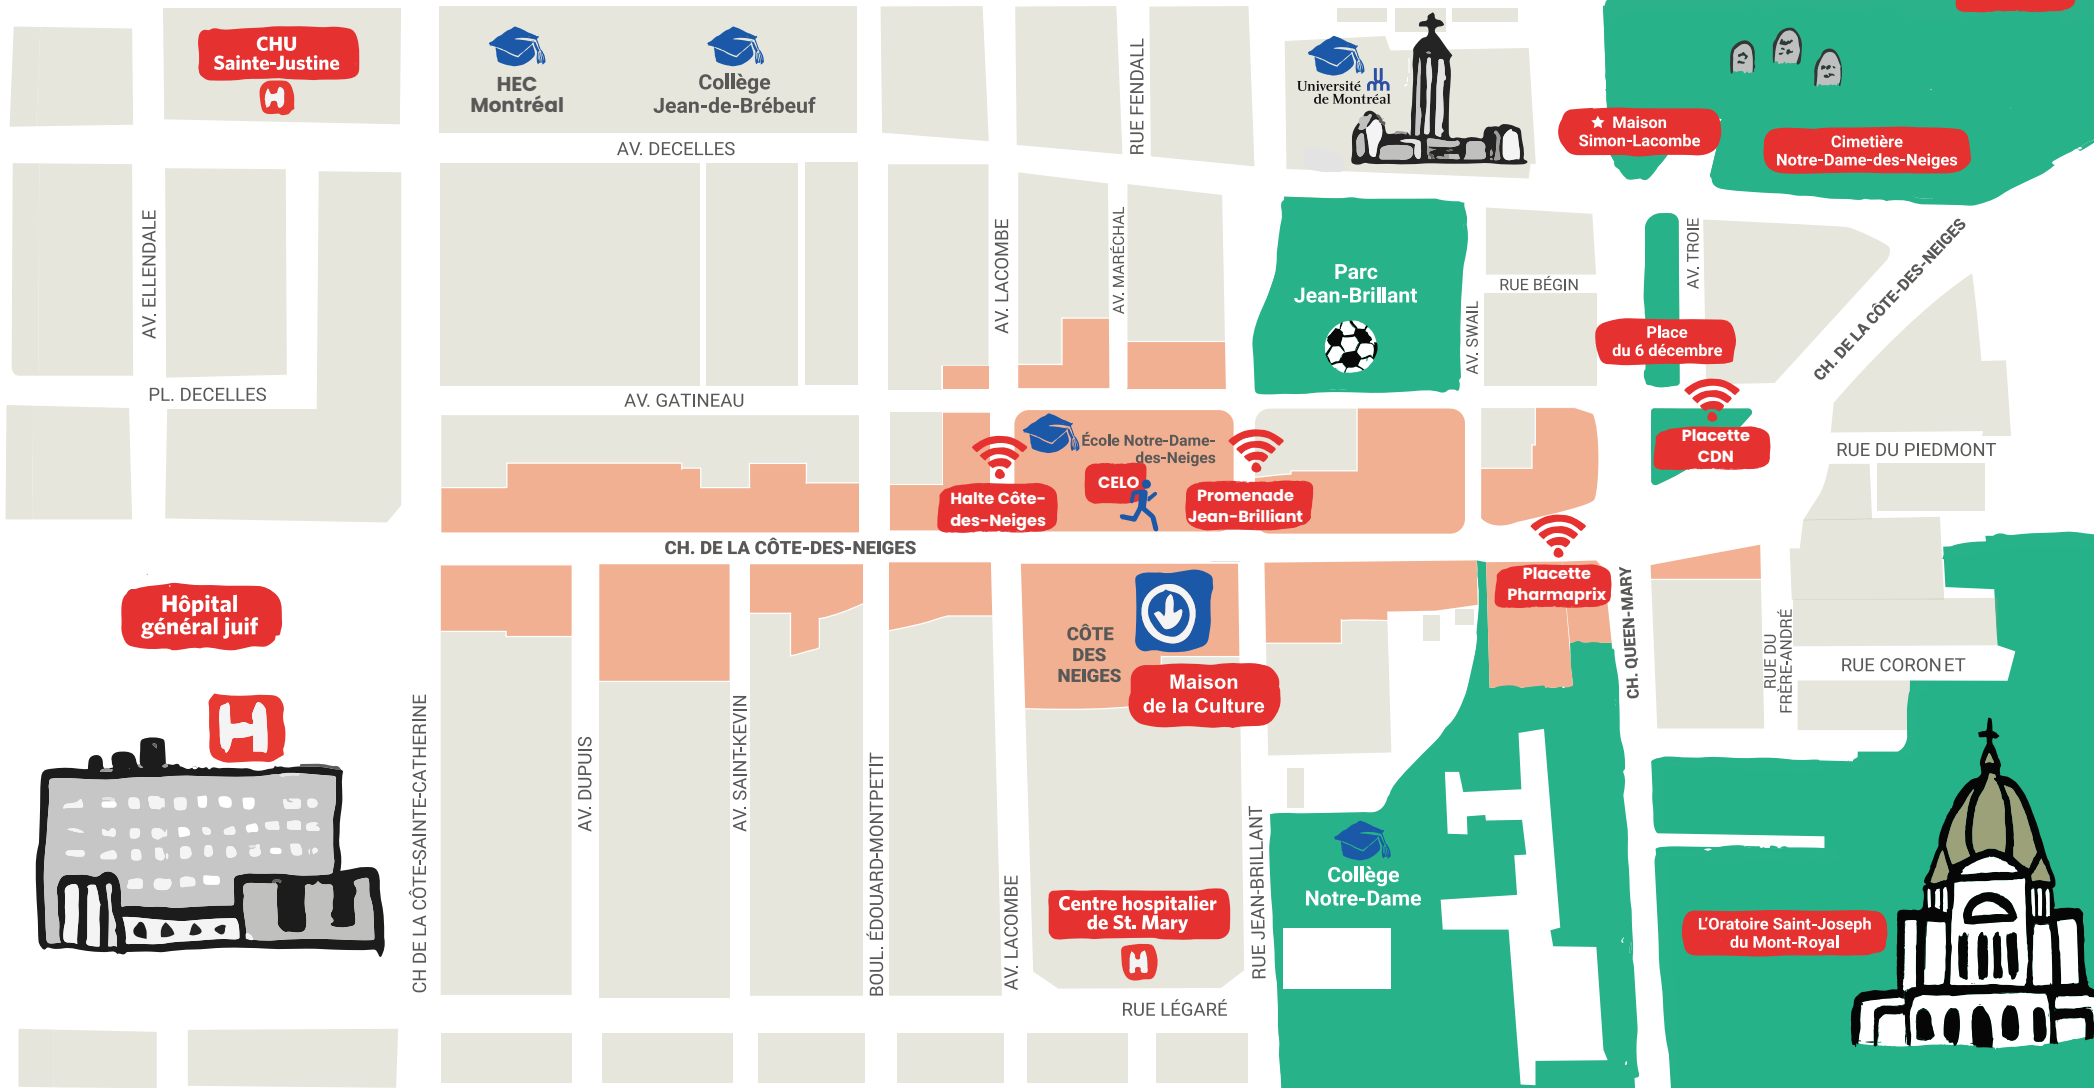 CHU
Sainte-Justine
HEC
Montréal
Collège
Jean-de-Brébeuf
RUE FENDALL
Université
de Montréal
Maison
Simon-Lacombe
Cimetière
Notre-Dame-des-Neiges
AV. DECELLES
AV. ELLENDALE
AV. LACOMBE
AV. MARÉCHAL
Parc
Jean-Brillant
AV. SWAIL
RUE BÉGIN
AV. TROIE
CH. DE LA CÔTE-DES-NEIGES
Place
du 6 décembre
PL. DECELLES
AV. GATINEAU
École Notre-Dame-
des-Neiges
CELO
Halte Côte-
des-Neiges
Promenade
Jean-Brilliant
Placette
CDN
RUE DU PIEDMONT
CH. DE LA CÔTE-DES-NEIGES
Placette
Pharmaprix
CH. QUEEN-MARY
Hôpital
général juif
CÔTE
DES
NEIGES
Maison
de la Culture
RUE DU
FRÈRE-ANDRÉ
RUE CORONET
CH DE LA CÔTE-SAINTE-CATHERINE
AV. DUPUIS
AV. SAINT-KEVIN
BOUL. ÉDOUARD-MONTPETIT
AV. LACOMBE
RUE JEAN-BRILLANT
Collège
Notre-Dame
Centre hospitalier
de St. Mary
L'Oratoire Saint-Joseph
du Mont-Royal
RUE LÉGARÉ
H
H
H